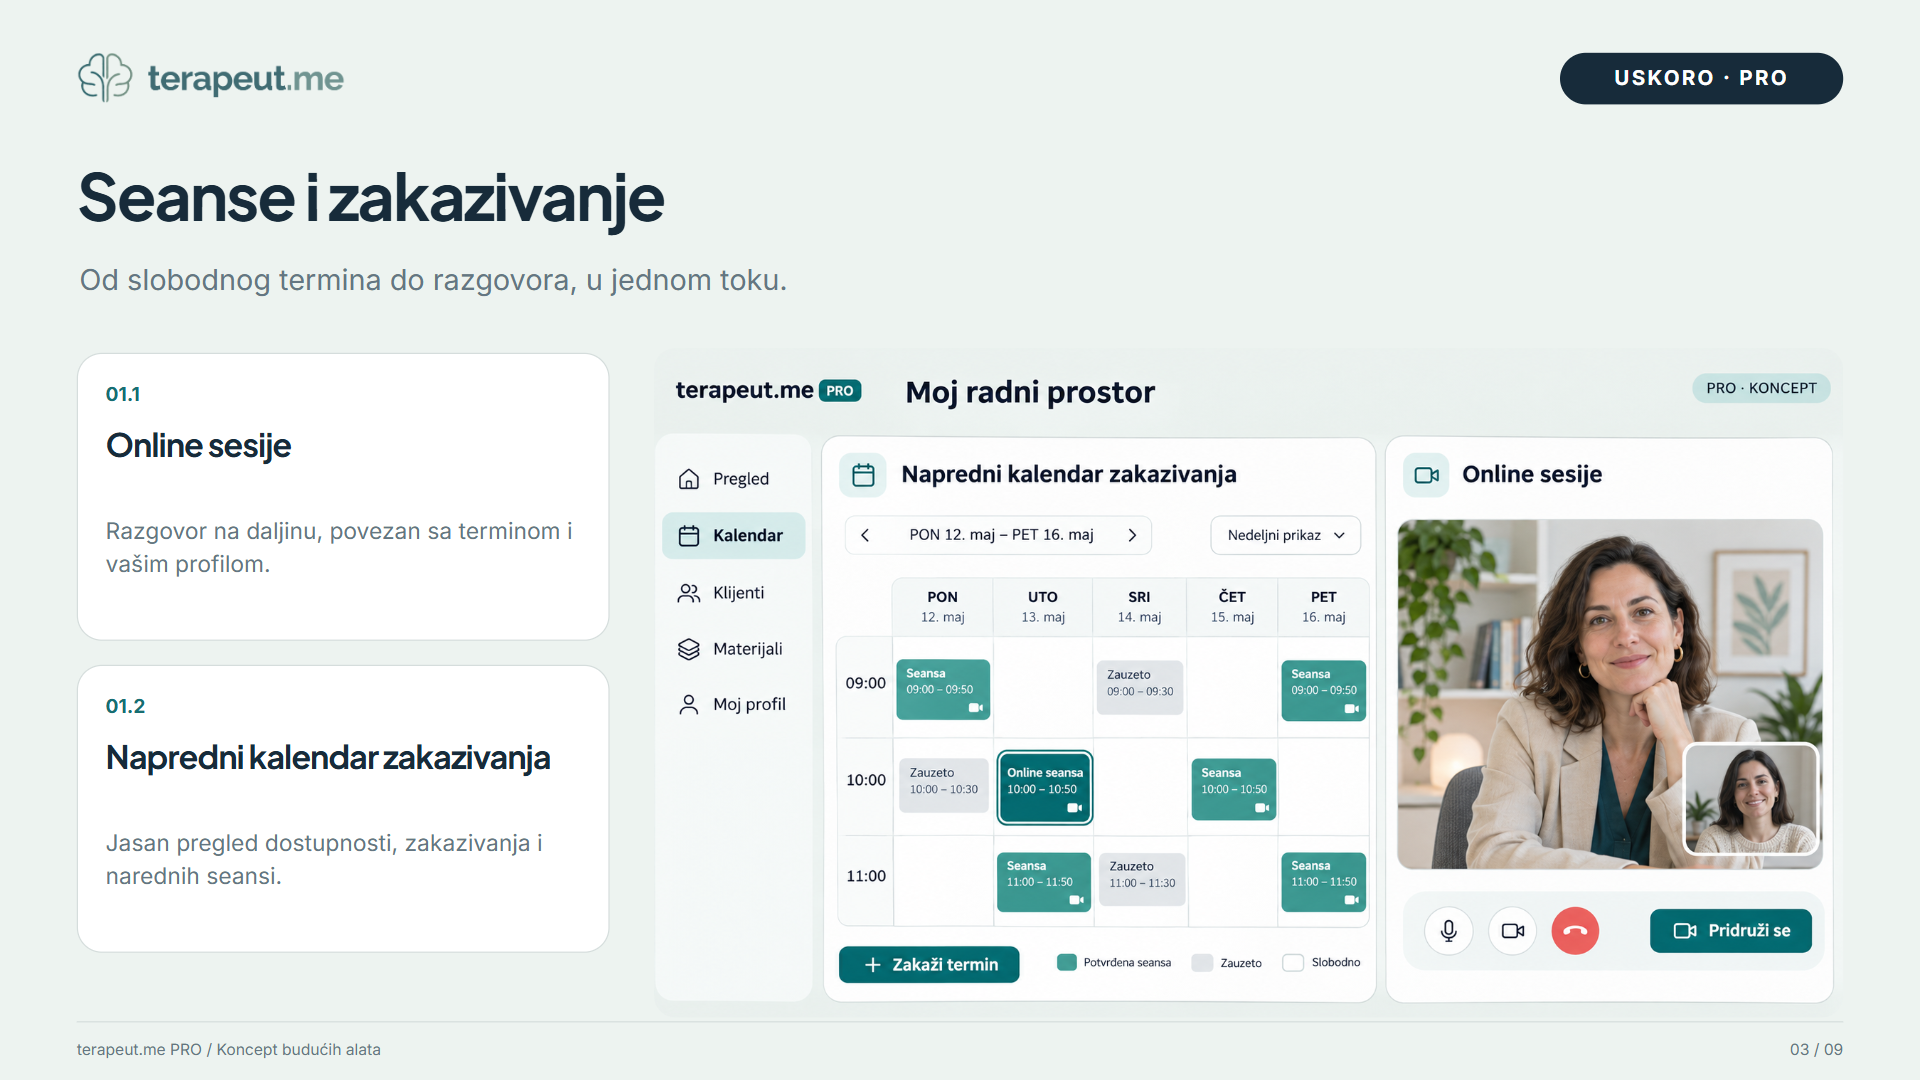 terapeut.me
USKORO · PRO
Seanse i zakazivanje
Od slobodnog termina do razgovora, u jednom toku.
01.1
Online sesije
Razgovor na daljinu, povezan sa terminom i
vašim profilom.
01.2
Napredni kalendar zakazivanja
Jasan pregled dostupnosti, zakazivanja i
narednih seansi.
terapeut.me PRO
Moj radni prostor
PRO · KONCEPT
Pregled
Kalendar
Klijenti
Materijali
Moj profil
Napredni kalendar zakazivanja
PON 12. maj – PET 16. maj
Nedeljni prikaz
PON UTO SRI ČET PET
12. maj 13. maj 14. maj 15. maj 16. maj
09:00
Seansa
09:00 – 09:50
Zauzeto
09:00 – 09:30
Seansa
09:00 – 09:50
10:00
Zauzeto
10:00 – 10:30
Online seansa
10:00 – 10:50
Seansa
10:00 – 10:50
11:00
Seansa
11:00 – 11:50
Zauzeto
11:00 – 11:30
Seansa
11:00 – 11:50
Zakaži termin
Potvrđena seansa
Zauzeto
Slobodno
Online sesije
Pridruži se
terapeut.me PRO / Koncept budućih alata
03 / 09